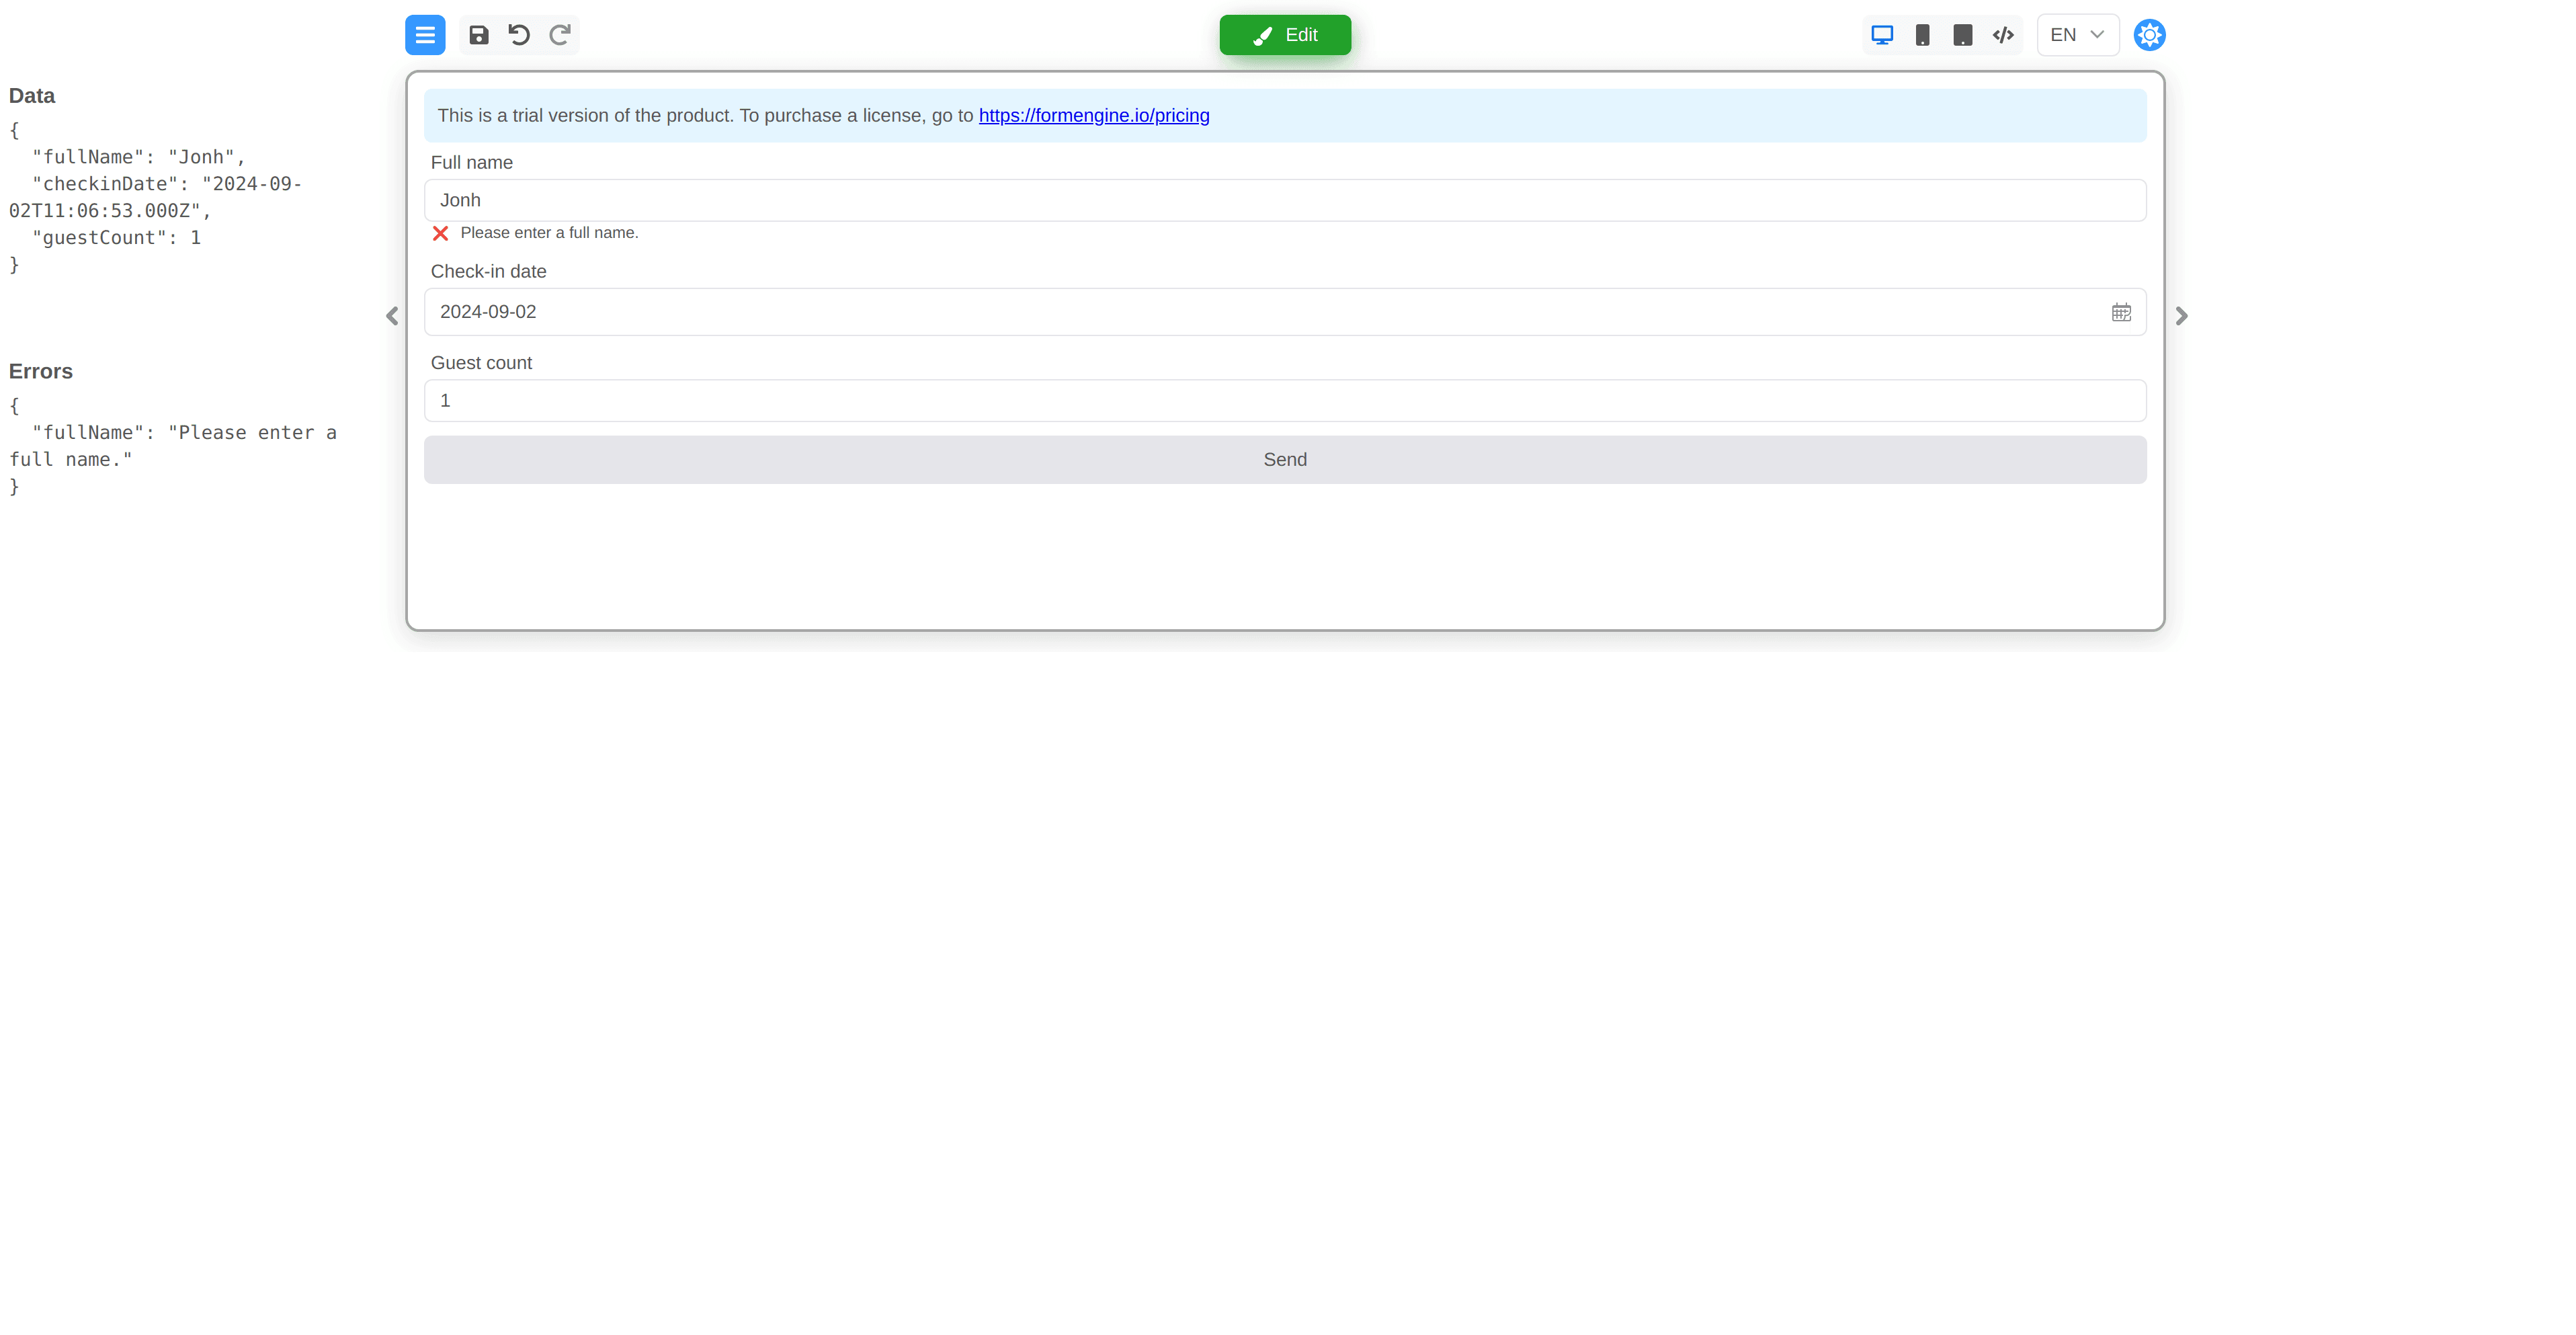 Edit
EN
Data
{
  "fullName": "Jonh",
  "checkinDate": "2024-09-
02T11:06:53.000Z",
  "guestCount": 1
}
Errors
{
  "fullName": "Please enter a
full name."
}
This is a trial version of the product. To purchase a license, go to https://formengine.io/pricing
Full name
Jonh
Please enter a full name.
Check-in date
2024-09-02
Guest count
1
Send